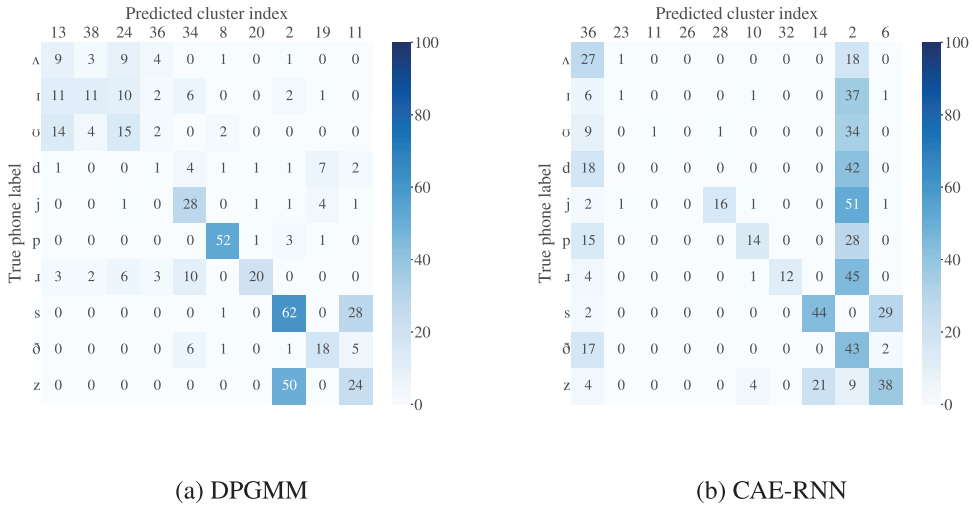 Predicted cluster index
13 38 24 36 34 8 20 2 19 11
ʌ 9 3 9 4 0 1 0 1 0 0
ɪ 11 11 10 2 6 0 0 2 1 0
ʊ 14 4 15 2 0 2 0 0 0 0
d 1 0 0 1 4 1 1 1 7 2
j 0 0 1 0 28 0 1 1 4 1
p 0 0 0 0 0 52 1 3 1 0
ɹ 3 2 6 3 10 0 20 0 0 0
s 0 0 0 0 0 1 0 62 0 28
ð 0 0 0 0 6 1 0 1 18 5
z 0 0 0 0 0 0 0 50 0 24
True phone label
100
80
60
40
20
0
(a) DPGMM
Predicted cluster index
36 23 11 26 28 10 32 14 2 6
ʌ 27 1 0 0 0 0 0 0 18 0
ɪ 6 1 0 0 0 1 0 0 37 1
ʊ 9 0 1 0 1 0 0 0 34 0
d 18 0 0 0 0 0 0 0 42 0
j 2 1 0 0 16 1 0 0 51 1
p 15 0 0 0 0 14 0 0 28 0
ɹ 4 0 0 0 0 1 12 0 45 0
s 2 0 0 0 0 0 0 44 0 29
ð 17 0 0 0 0 0 0 0 43 2
z 4 0 0 0 0 4 0 21 9 38
True phone label
100
80
60
40
20
0
(b) CAE-RNN